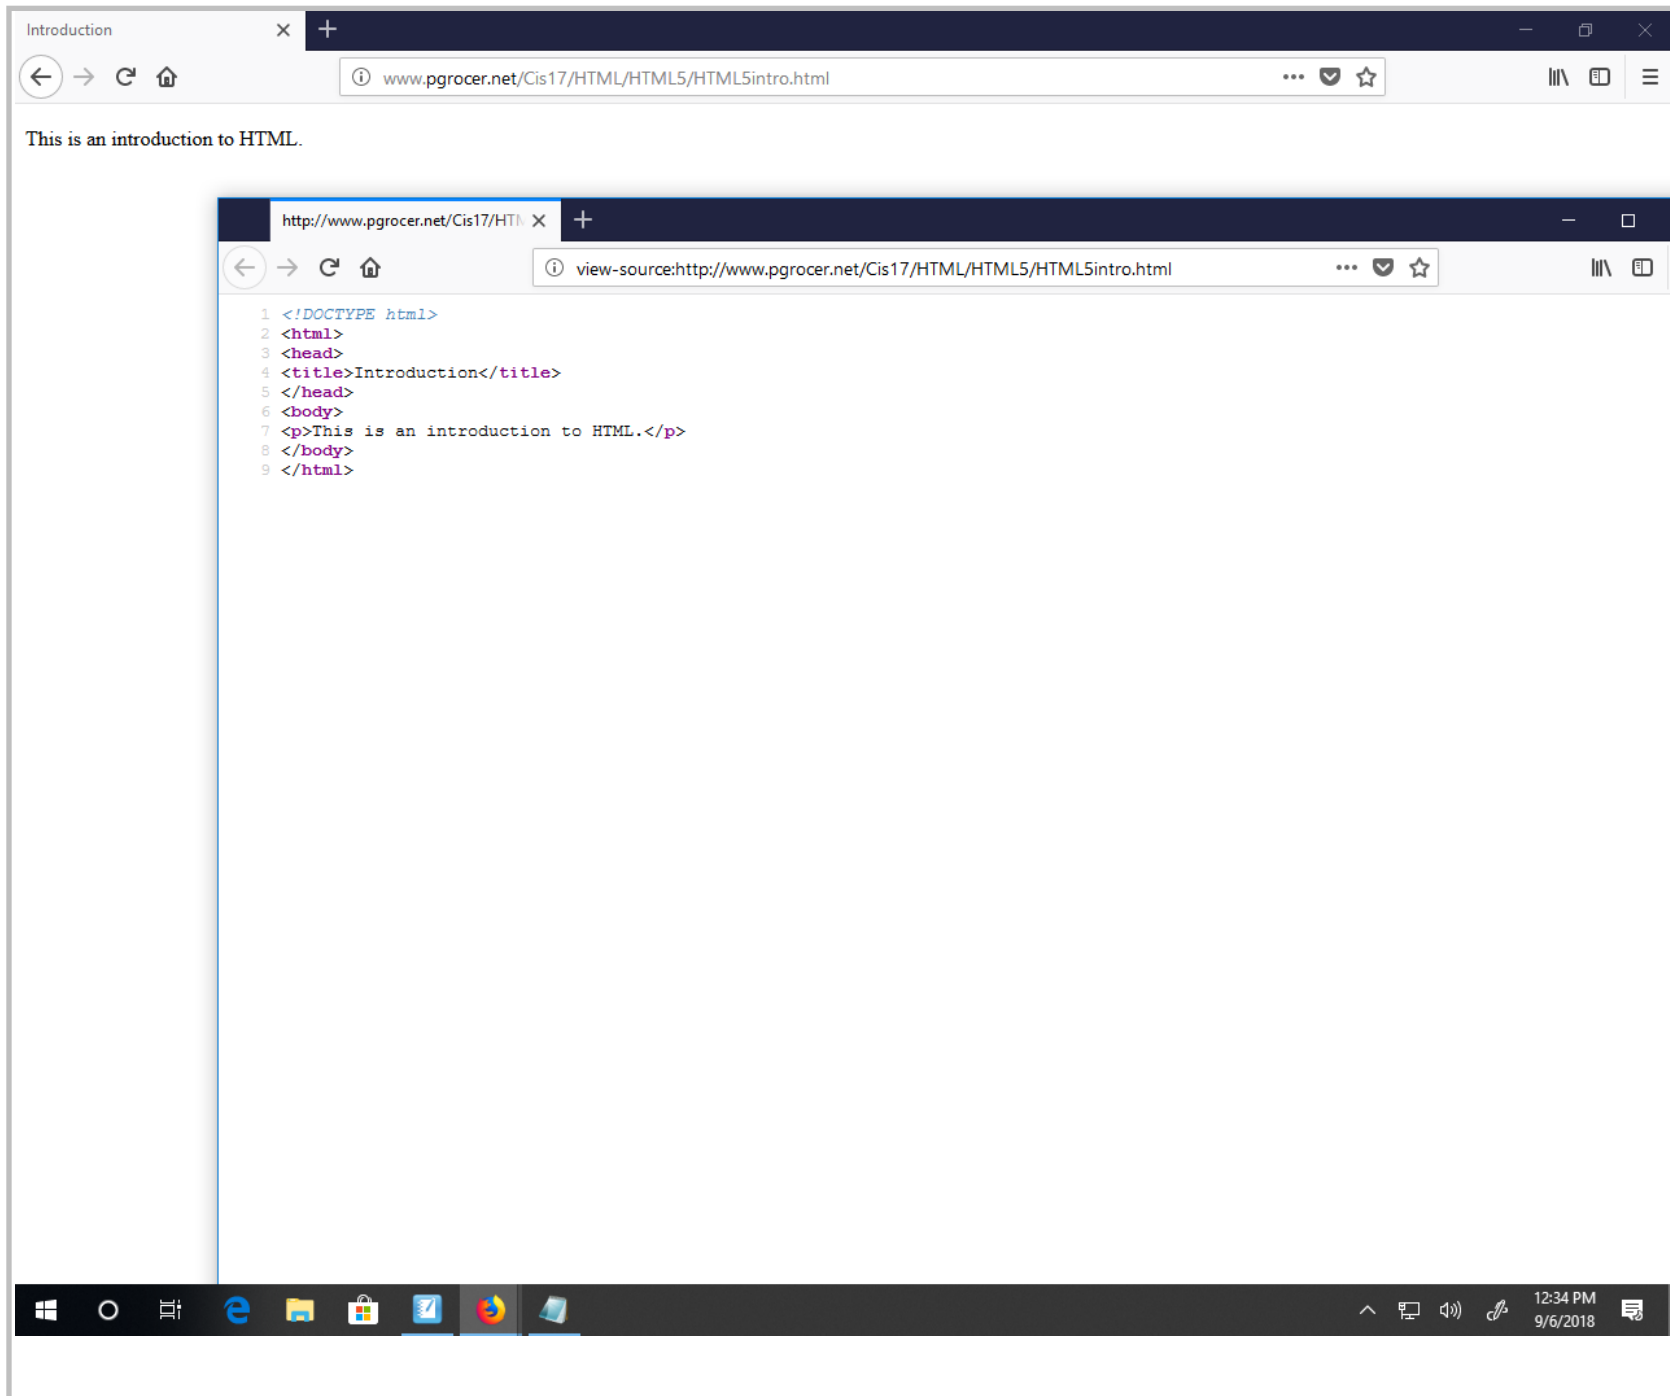 Introduction
www.pgrocer.net/Cis17/HTML/HTML5/HTML5intro.html
This is an introduction to HTML.
http://www.pgrocer.net/Cis17/HTM
view-source:http://www.pgrocer.net/Cis17/HTML/HTML5/HTML5intro.html
1 <!DOCTYPE html>
2 <html>
3 <head>
4 <title>Introduction</title>
5 </head>
6 <body>
7 <p>This is an introduction to HTML.</p>
8 </body>
9 </html>
12:34 PM
9/6/2018